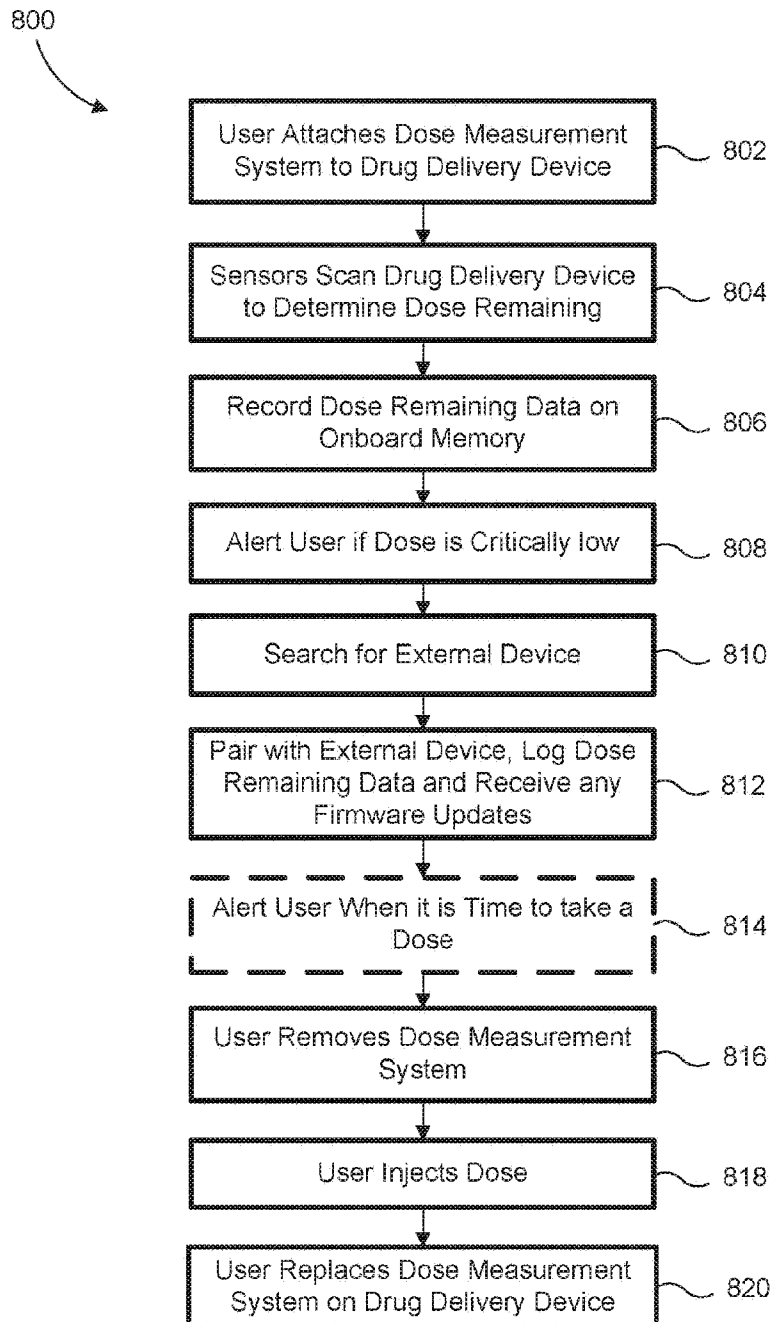 800
User Attaches Dose Measurement
System to Drug Delivery Device
802
Sensors Scan Drug Delivery Device
to Determine Dose Remaining
804
Record Dose Remaining Data on
Onboard Memory
806
Alert User if Dose is Critically low
808
Search for External Device
810
Pair with External Device, Log Dose
Remaining Data and Receive any
Firmware Updates
812
Alert User When it is Time to take a
Dose
814
User Removes Dose Measurement
System
816
User Injects Dose
818
User Replaces Dose Measurement
System on Drug Delivery Device
820